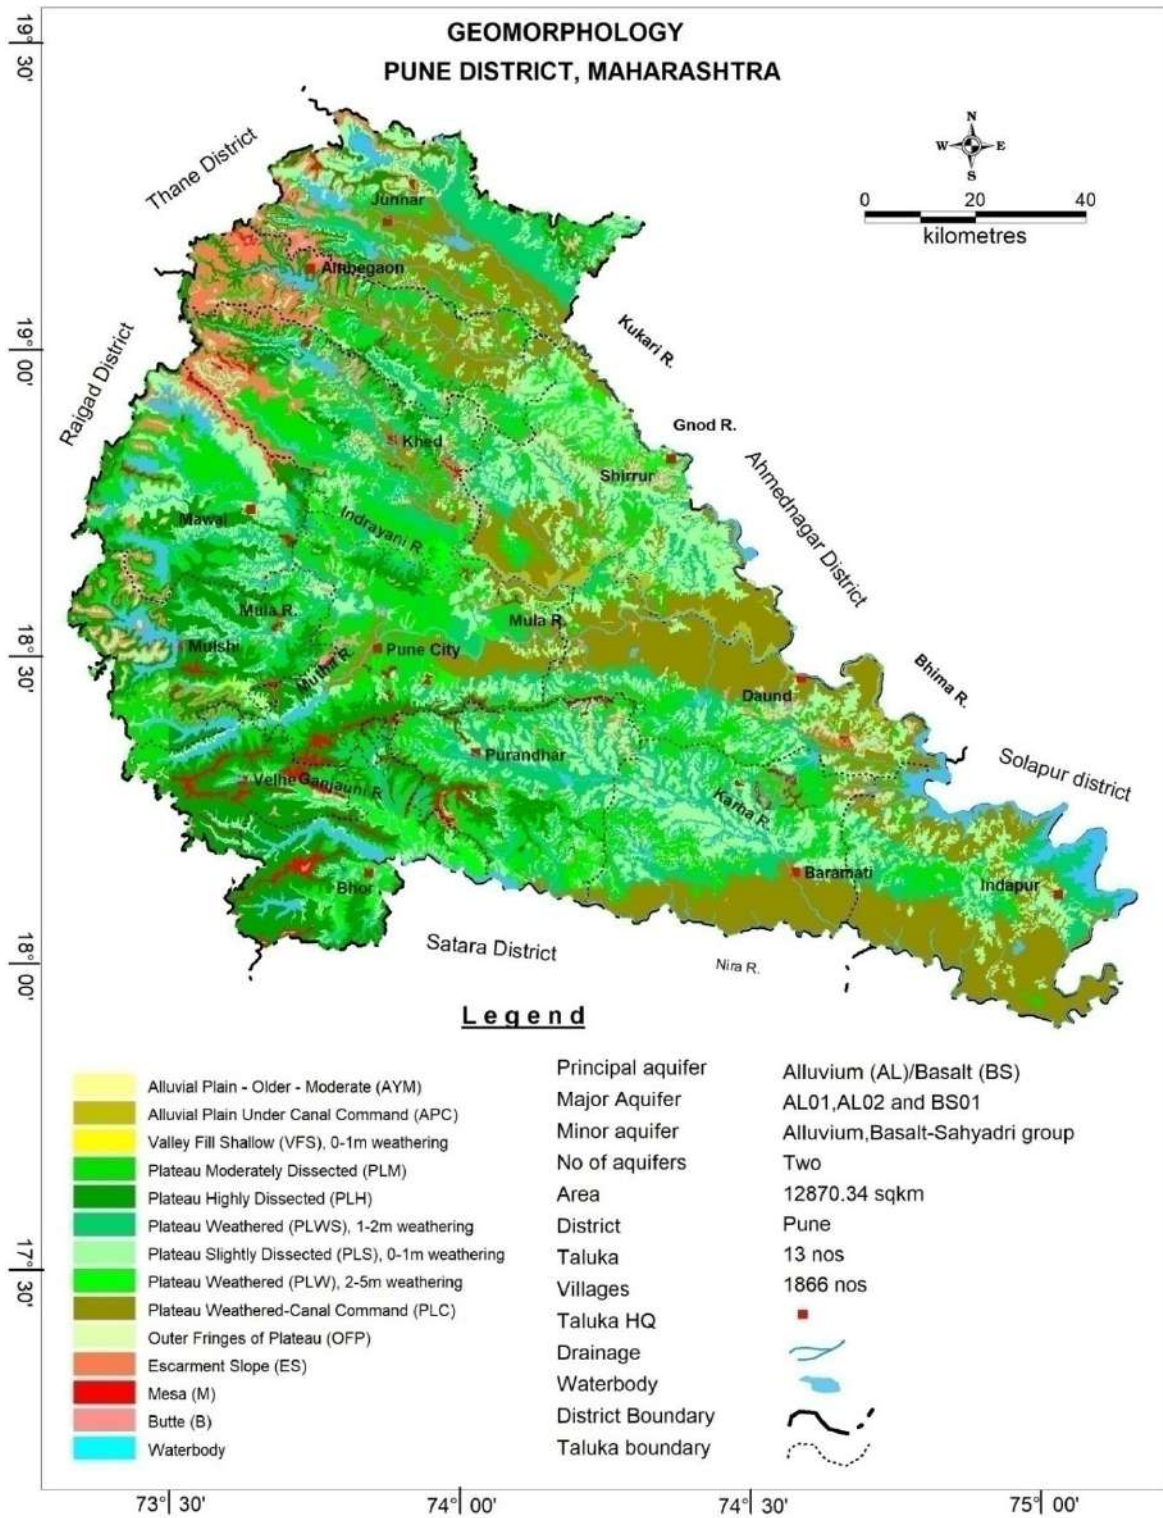 GEOMORPHOLOGY
PUNE DISTRICT, MAHARASHTRA
19° 30'
19° 00'
18° 30'
18° 00'
17° 30'
N
W E
S
0 20 40
kilometres
Thane District
Raigad District
Junnar
Ambegaon
Kukari R.
Gnod R.
Ahmednagar District
Khed
Shirrur
Mawal
Indrayani R.
Mula R.
Mula R.
Mulshi
Pune City
Mutha R.
Daund
Bhima R.
Solapur district
Purandhar
Velhe
Ganjauni R
Karha R.
Baramati
Indapur
Bhor
Satara District
Nira R.
Legend
Alluvial Plain - Older - Moderate (AYM)
Alluvial Plain Under Canal Command (APC)
Valley Fill Shallow (VFS), 0-1m weathering
Plateau Moderately Dissected (PLM)
Plateau Highly Dissected (PLH)
Plateau Weathered (PLWS), 1-2m weathering
Plateau Slightly Dissected (PLS), 0-1m weathering
Plateau Weathered (PLW), 2-5m weathering
Plateau Weathered-Canal Command (PLC)
Outer Fringes of Plateau (OFP)
Escarment Slope (ES)
Mesa (M)
Butte (B)
Waterbody
Principal aquifer Alluvium (AL)/Basalt (BS)
Major Aquifer AL01,AL02 and BS01
Minor aquifer Alluvium,Basalt-Sahyadri group
No of aquifers Two
Area 12870.34 sqkm
District Pune
Taluka 13 nos
Villages 1866 nos
Taluka HQ
Drainage
Waterbody
District Boundary
Taluka boundary
73° 30' 74° 00' 74° 30' 75° 00'